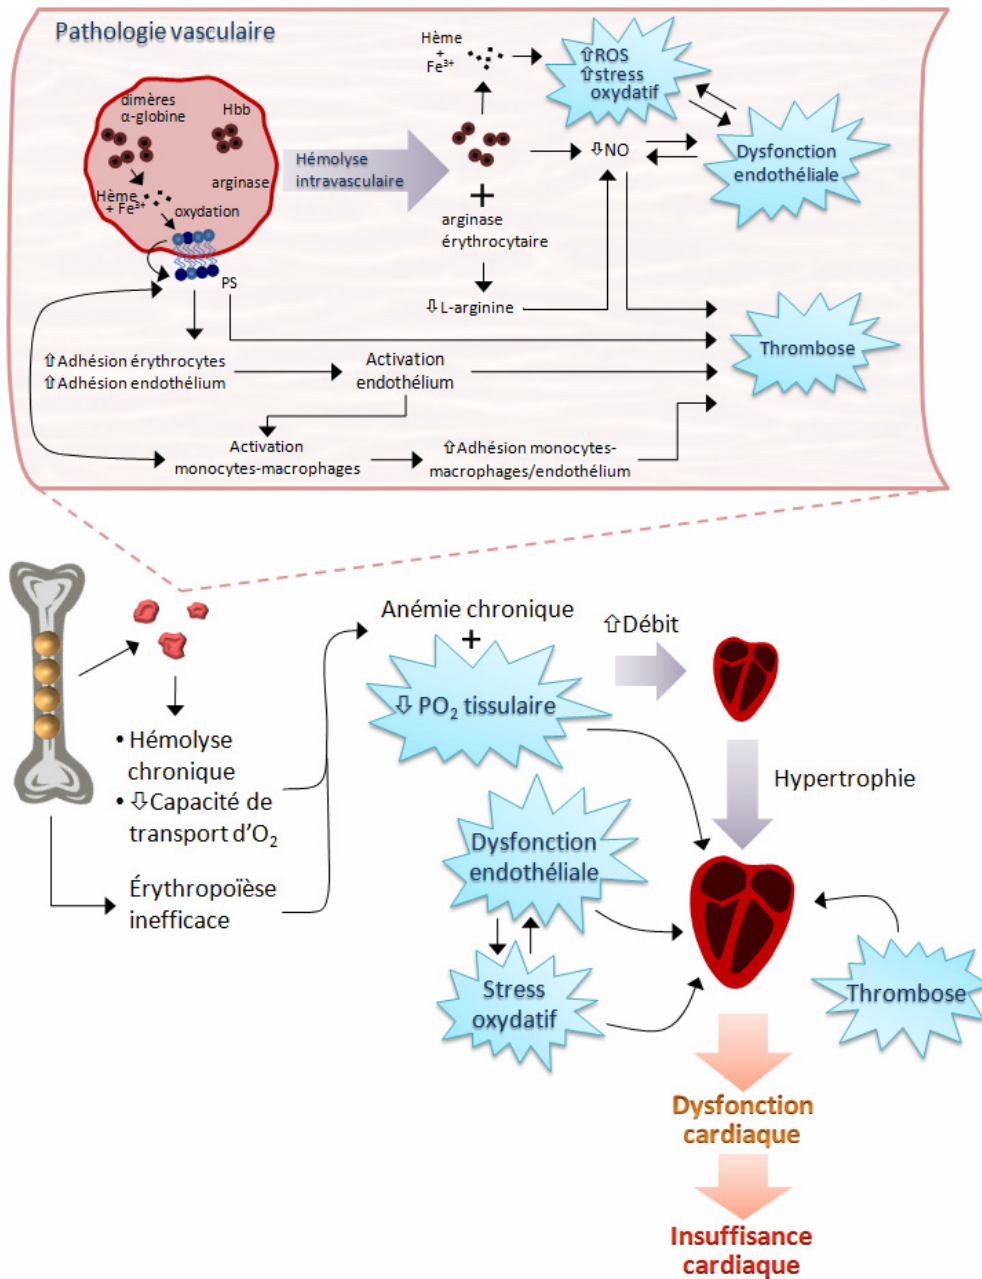 Pathologie vasculaire
dimères
α-globine
Hbb
arginase
Hème
+ Fe³⁺
oxydation
PS
Hémolyse
intravasculaire
Hème
+
Fe³⁺
⇧ROS
⇧stress
oxydatif
⇩NO
Dysfonction
endothéliale
+
arginase
érythrocytaire
⇩L-arginine
Thrombose
⇧Adhésion érythrocytes
⇧Adhésion endothélium
Activation
endothélium
Activation
monocytes-macrophages
⇧Adhésion monocytes-
macrophages/endothélium
Anémie chronique
+
⇩ PO₂ tissulaire
⇧Débit
• Hémolyse
chronique
• ⇩Capacité de
transport d'O₂
Érythropoïèse
inefficace
Hypertrophie
Dysfonction
endothéliale
Stress
oxydatif
Thrombose
Dysfonction
cardiaque
Insuffisance
cardiaque